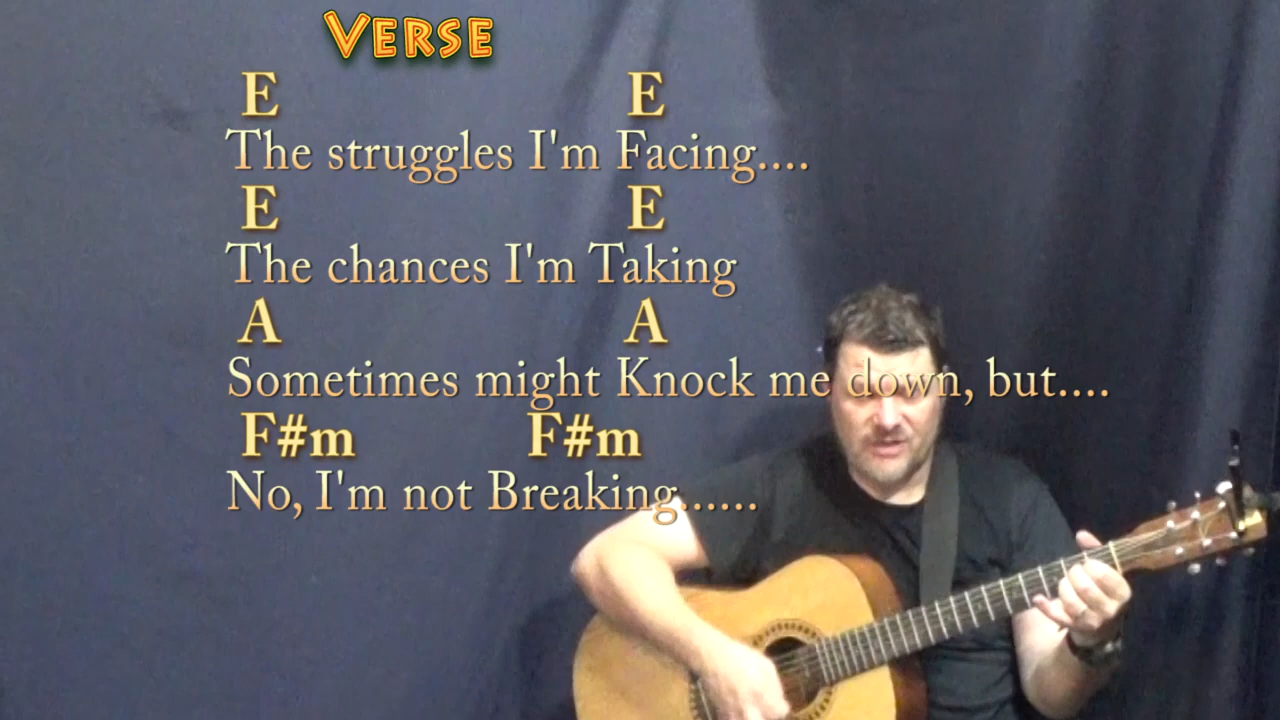 VERSE
E E
The struggles I'm Facing....
E E
The chances I'm Taking
A A
Sometimes might Knock me down, but....
F#m F#m
No, I'm not Breaking......